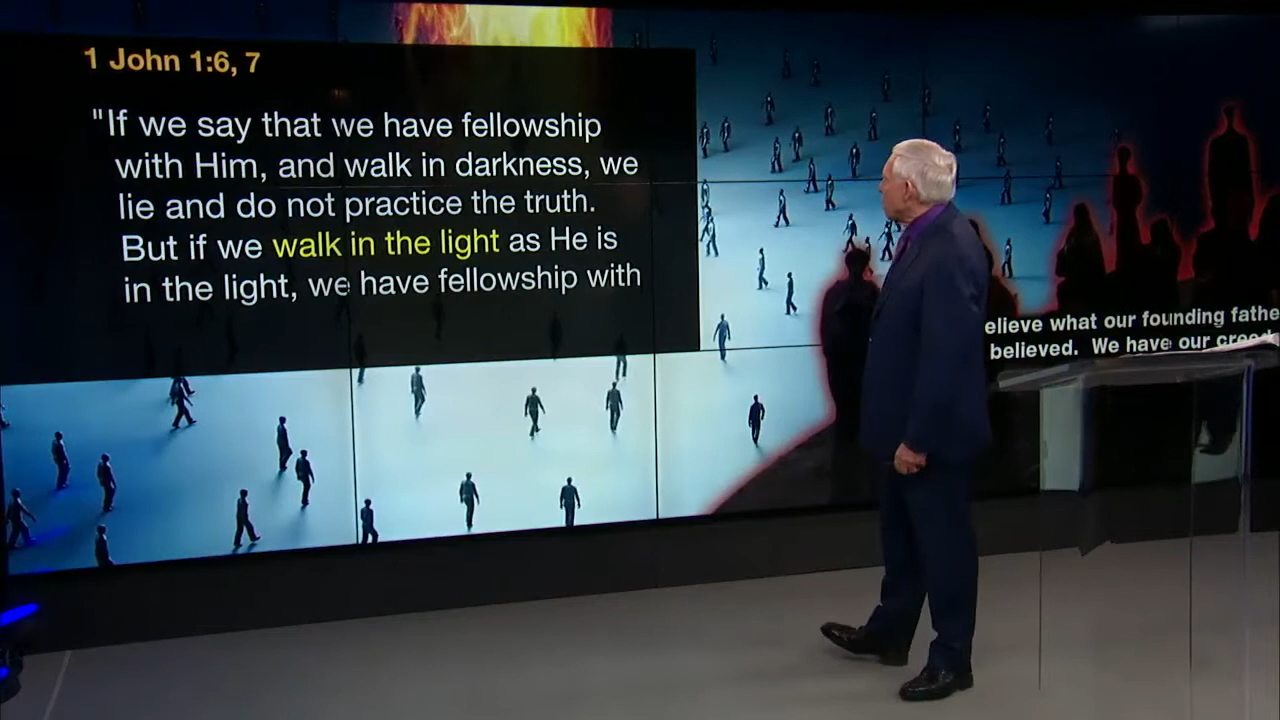 1 John 1:6, 7
"If we say that we have fellowship
with Him, and walk in darkness, we
lie and do not practice the truth.
But if we walk in the light as He is
in the light, we have fellowship with
elieve what our founding fathe
believed. We have our creed